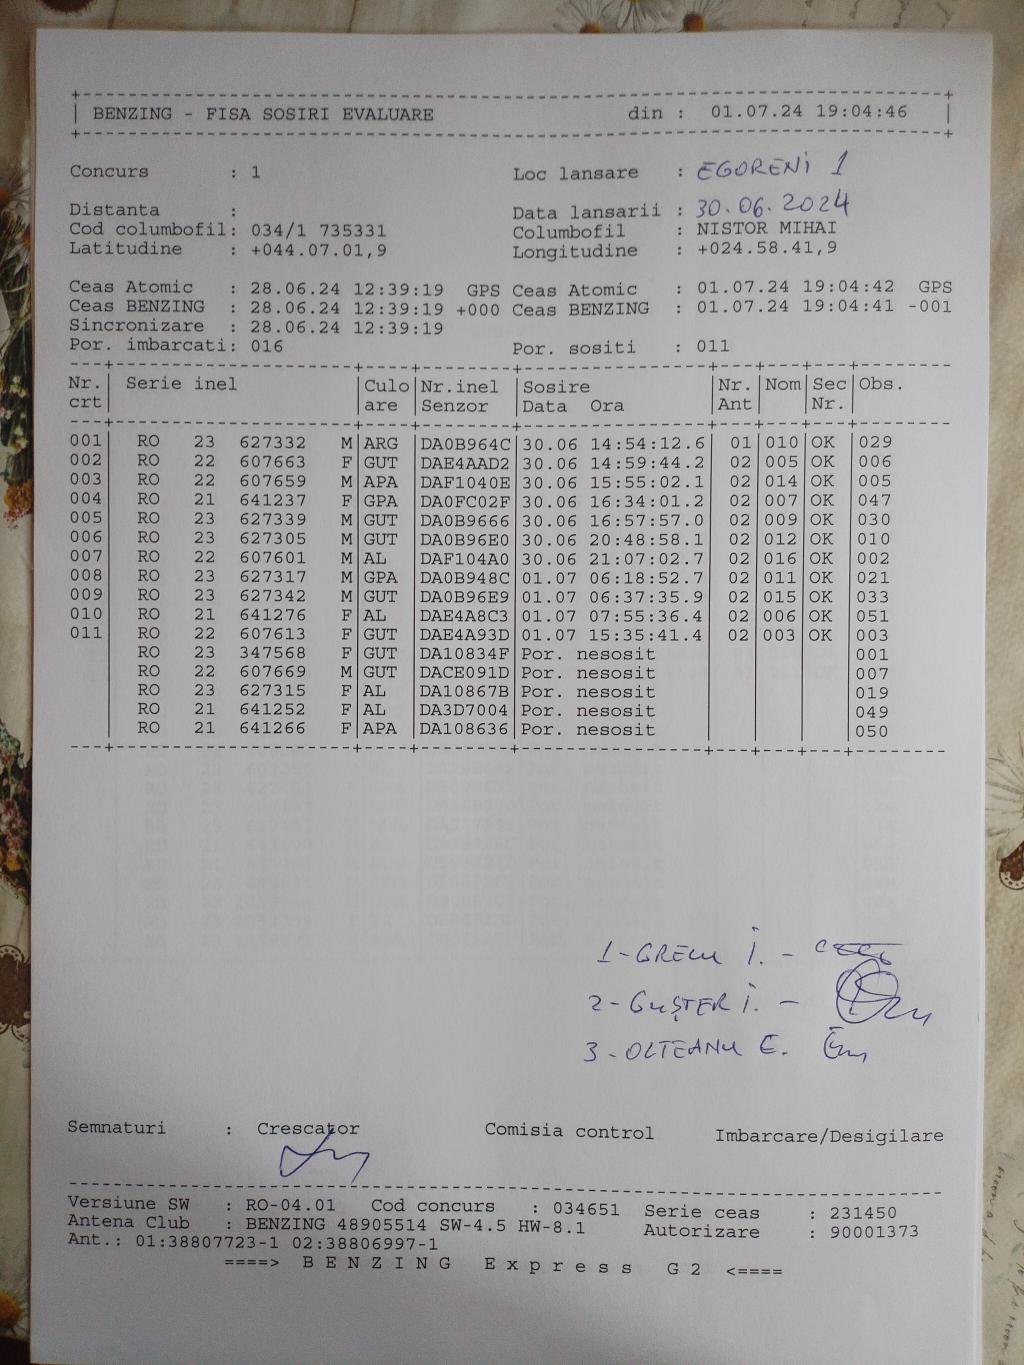 BENZING - FISA SOSIRI EVALUARE din : 01.07.24 19:04:46
Concurs : 1 Loc lansare : EGORENI 1
Distanta : Data lansarii : 30.06.2024
Cod columbofil: 034/1 735331 Columbofil : NISTOR MIHAI
Latitudine : +044.07.01,9 Longitudine : +024.58.41,9
Ceas Atomic : 28.06.24 12:39:19 GPS Ceas Atomic : 01.07.24 19:04:42 GPS
Ceas BENZING : 28.06.24 12:39:19 +000 Ceas BENZING : 01.07.24 19:04:41 -001
Sincronizare : 28.06.24 12:39:19
Por. imbarcati: 016 Por. sositi : 011
Nr. Serie inel Culo Nr.inel Sosire Nr. Nom Sec Obs.
crt are Senzor Data Ora Ant Nr.
001 RO 23 627332 M ARG DA0B964C 30.06 14:54:12.6 01 010 OK 029
002 RO 22 607663 F GUT DAE4AAD2 30.06 14:59:44.2 02 005 OK 006
003 RO 22 607659 M APA DAF1040E 30.06 15:55:02.1 02 014 OK 005
004 RO 21 641237 F GPA DA0FC02F 30.06 16:34:01.2 02 007 OK 047
005 RO 23 627339 M GUT DA0B9666 30.06 16:57:57.0 02 009 OK 030
006 RO 23 627305 M GUT DA0B96E0 30.06 20:48:58.1 02 012 OK 010
007 RO 22 607601 M AL DAF104A0 30.06 21:07:02.7 02 016 OK 002
008 RO 23 627317 M GPA DA0B948C 01.07 06:18:52.7 02 011 OK 021
009 RO 23 627342 M GUT DA0B96E9 01.07 06:37:35.9 02 015 OK 033
010 RO 21 641276 F AL DAE4A8C3 01.07 07:55:36.4 02 006 OK 051
011 RO 22 607613 F GUT DAE4A93D 01.07 15:35:41.4 02 003 OK 003
RO 23 347568 F GUT DA10834F Por. nesosit 001
RO 22 607669 M GUT DACE091D Por. nesosit 007
RO 23 627315 F AL DA10867B Por. nesosit 019
RO 21 641252 F AL DA3D7004 Por. nesosit 049
RO 21 641266 F APA DA108636 Por. nesosit 050
1-GRECU I. -
2-GUȘTER I. -
3-OLTEANU E.
Semnaturi : Crescator Comisia control Imbarcare/Desigilare
Versiune SW : RO-04.01 Cod concurs : 034651 Serie ceas : 231450
Antena Club : BENZING 48905514 SW-4.5 HW-8.1 Autorizare : 90001373
Ant.: 01:38807723-1 02:38806997-1
====> BENZING Express G2 <====